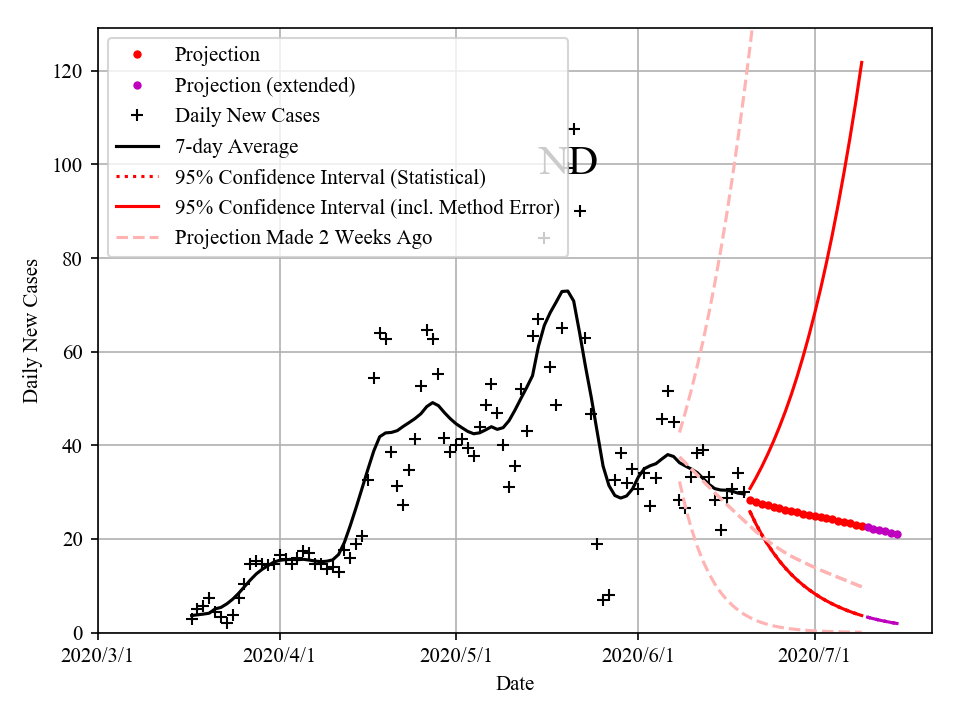 120
100
80
60
40
20
0
Daily New Cases
Projection
Projection (extended)
Daily New Cases
7-day Average
95% Confidence Interval (Statistical)
95% Confidence Interval (incl. Method Error)
Projection Made 2 Weeks Ago
ND
2020/3/1
2020/4/1
2020/5/1
2020/6/1
2020/7/1
Date